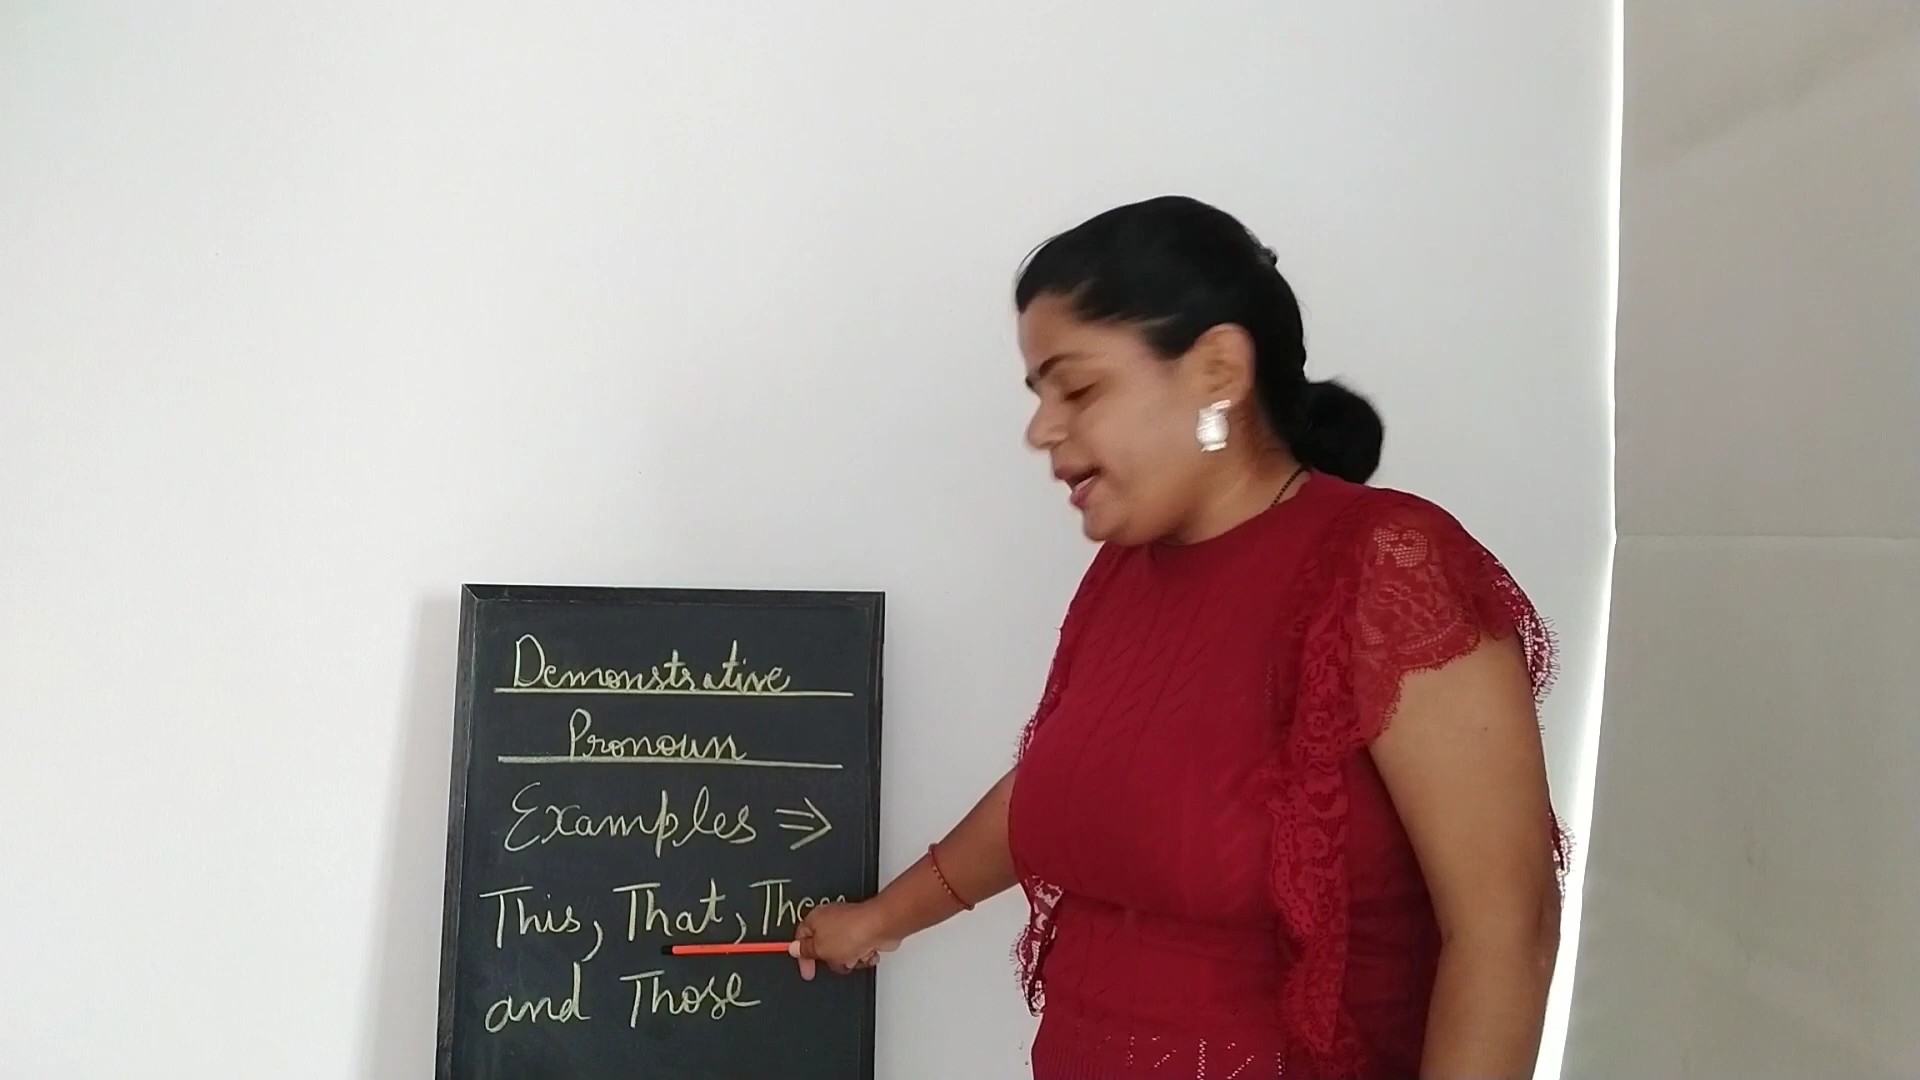 Demonstrative
Pronoun
Examples ⇒
This, That,
and Those